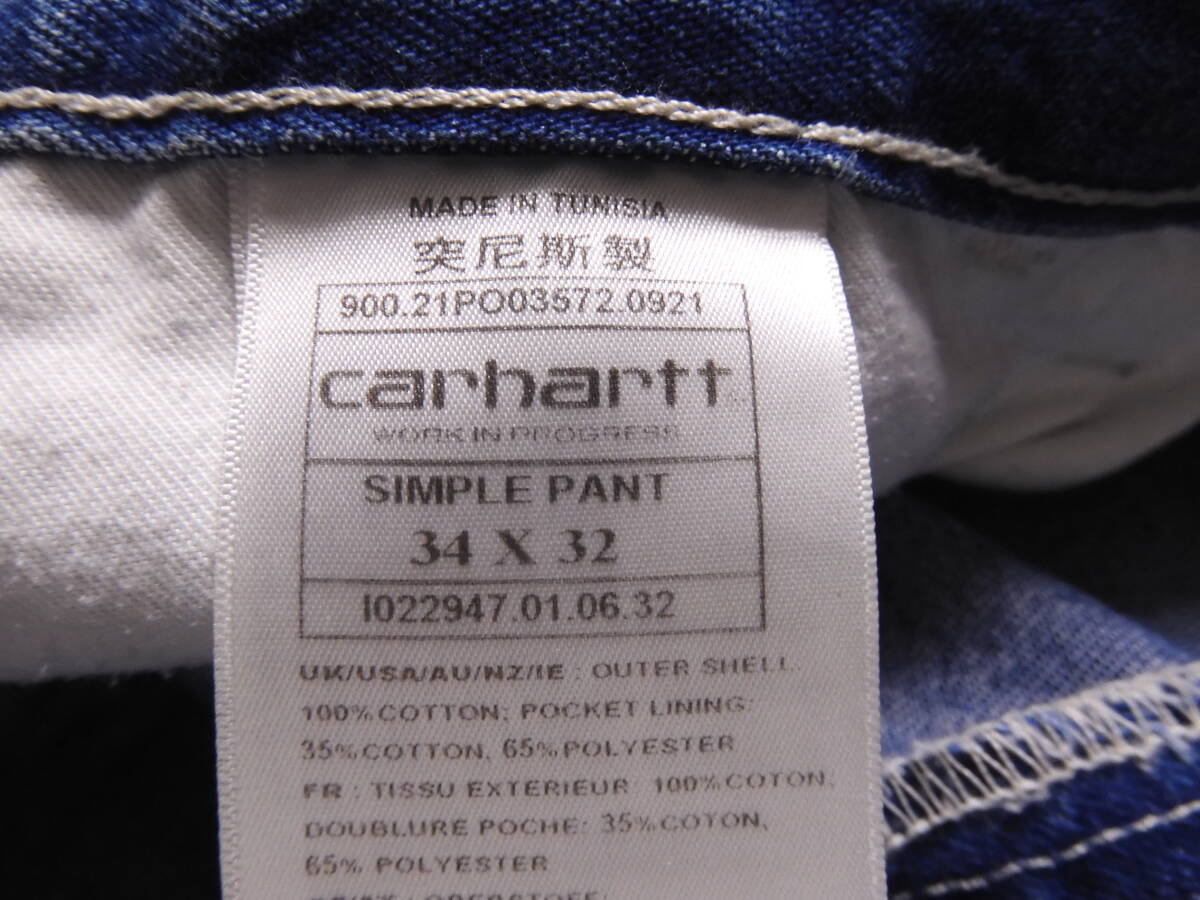 MADE IN TUNISIA
突尼斯製
900.21PO03572.0921
carhartt
WORK IN PROGRESS
SIMPLE PANT
34 X 32
I022947.01.06.32
UK/USA/AU/NZ/IE : OUTER SHELL:
100% COTTON; POCKET LINING:
35% COTTON, 65% POLYESTER
FR : TISSU EXTERIEUR: 100% COTON,
DOUBLURE POCHE: 35% COTON,
65% POLYESTER
OBERSTOFF: